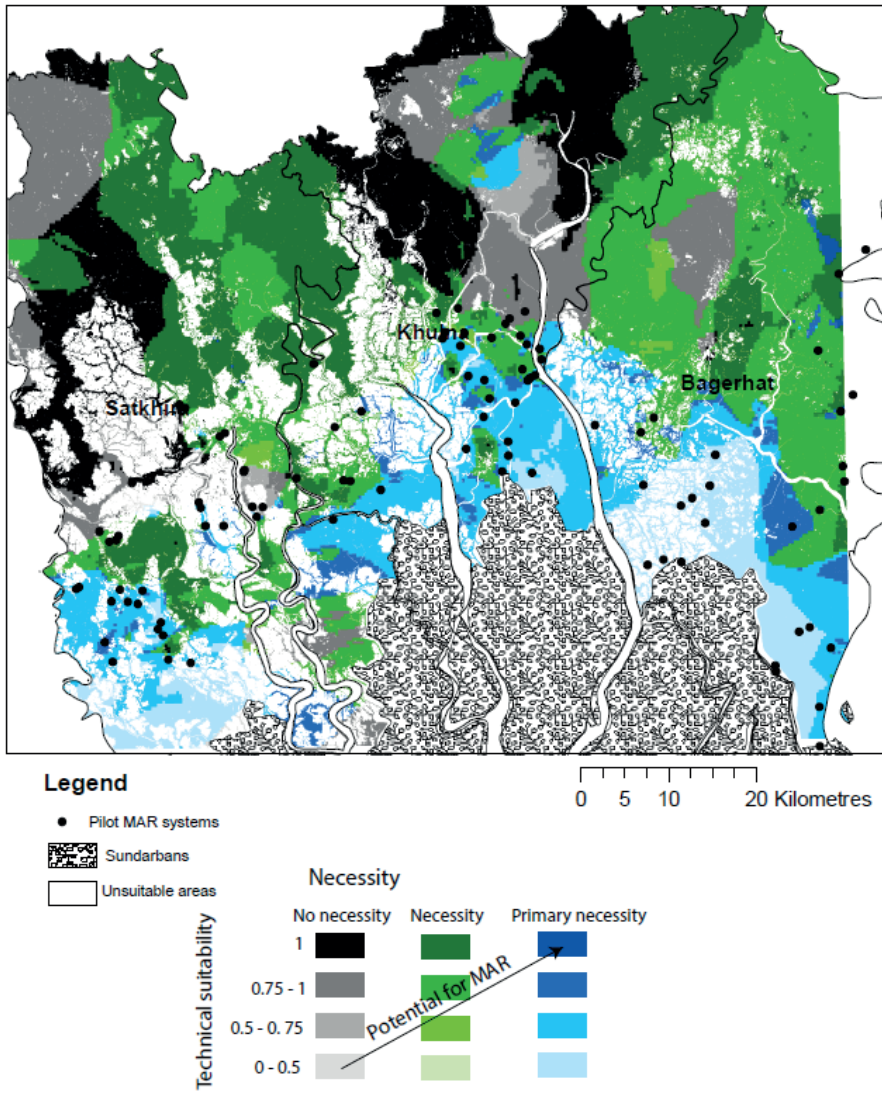 1
Khulna
Satkhira
Bagerhat
Legend
Pilot MAR systems
Sundarbans
Unsuitable areas
0 5 10 20 Kilometres
Necessity
No necessity Necessity Primary necessity
Technical suitability
1
0.75 - 1
0.5 - 0.75
0 - 0.5
Potential for MAR